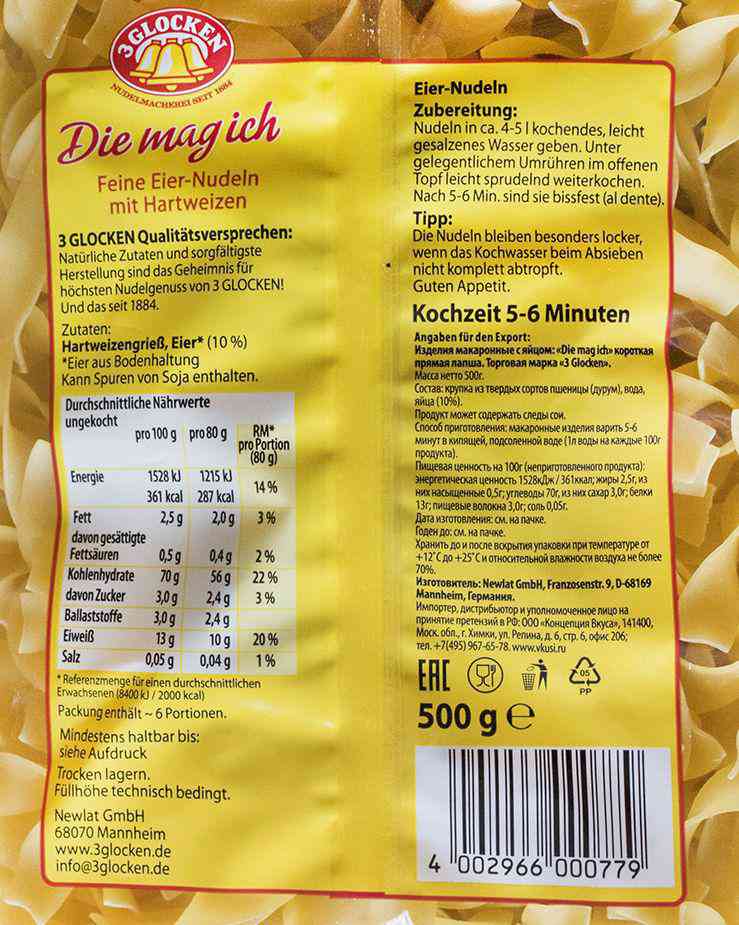 3 GLOCKEN
NUDELMACHEREI SEIT 1884
Die mag ich
Feine Eier-Nudeln
mit Hartweizen
3 GLOCKEN Qualitätsversprechen:
Natürliche Zutaten und sorgfältigste
Herstellung sind das Geheimnis für
höchsten Nudelgenuss von 3 GLOCKEN!
Und das seit 1884.
Zutaten:
Hartweizengrieß, Eier* (10 %)
*Eier aus Bodenhaltung
Kann Spuren von Soja enthalten.
Durchschnittliche Nährwerte
ungekocht
pro 100 g pro 80 g RM*
pro Portion
(80 g)
Energie 1528 kJ 1215 kJ
361 kcal 287 kcal 14 %
Fett 2,5 g 2,0 g 3 %
davon gesättigte
Fettsäuren 0,5 g 0,4 g 2 %
Kohlenhydrate 70 g 56 g 22 %
davon Zucker 3,0 g 2,4 g 3 %
Ballaststoffe 3,0 g 2,4 g
Eiweiß 13 g 10 g 20 %
Salz 0,05 g 0,04 g 1 %
* Referenzmenge für einen durchschnittlichen
Erwachsenen (8400 kJ / 2000 kcal)
Packung enthält ~ 6 Portionen.
Mindestens haltbar bis:
siehe Aufdruck
Trocken lagern.
Füllhöhe technisch bedingt.
Newlat GmbH
68070 Mannheim
www.3glocken.de
info@3glocken.de
Eier-Nudeln
Zubereitung:
Nudeln in ca. 4-5 l kochendes, leicht
gesalzenes Wasser geben. Unter
gelegentlichem Umrühren im offenen
Topf leicht sprudelnd weiterkochen.
Nach 5-6 Min. sind sie bissfest (al dente).
Tipp:
Die Nudeln bleiben besonders locker,
wenn das Kochwasser beim Absieben
nicht komplett abtropft.
Guten Appetit.
Kochzeit 5-6 Minuten
Angaben für den Export:
Изделия макаронные с яйцом: «Die mag ich» короткая
прямая лапша. Торговая марка «3 Glocken».
Масса нетто 500г.
Состав: крупка из твердых сортов пшеницы (дурум), вода,
яйца (10%).
Продукт может содержать следы сои.
Способ приготовления: макаронные изделия варить 5-6
минут в кипящей, подсоленной воде (1л воды на каждые 100г
продукта).
Пищевая ценность на 100г (неприготовленного продукта):
энергетическая ценность 1528кДж / 361ккал; жиры 2,5г, из
них насыщенные 0,5г; углеводы 70г, из них сахар 3,0г; белки
13г; пищевые волокна 3,0г; соль 0,05г.
Дата изготовления: см. на пачке.
Годен до: см. на пачке.
Хранить до и после вскрытия упаковки при температуре от
+12˚С до +25˚С и относительной влажности воздуха не более
70%.
Изготовитель: Newlat GmbH, Franzosenstr. 9, D-68169
Mannheim, Германия.
Импортер, дистрибьютор и уполномоченное лицо на
принятие претензий в РФ: ООО «Концепция Вкуса», 141400,
Моск. обл., г. Химки, ул. Репина, д. 6, стр. 6, офис 206;
тел. +7(495) 967-65-78. www.vkusi.ru
EAC
05
PP
500 g ℮
4 002966 000779